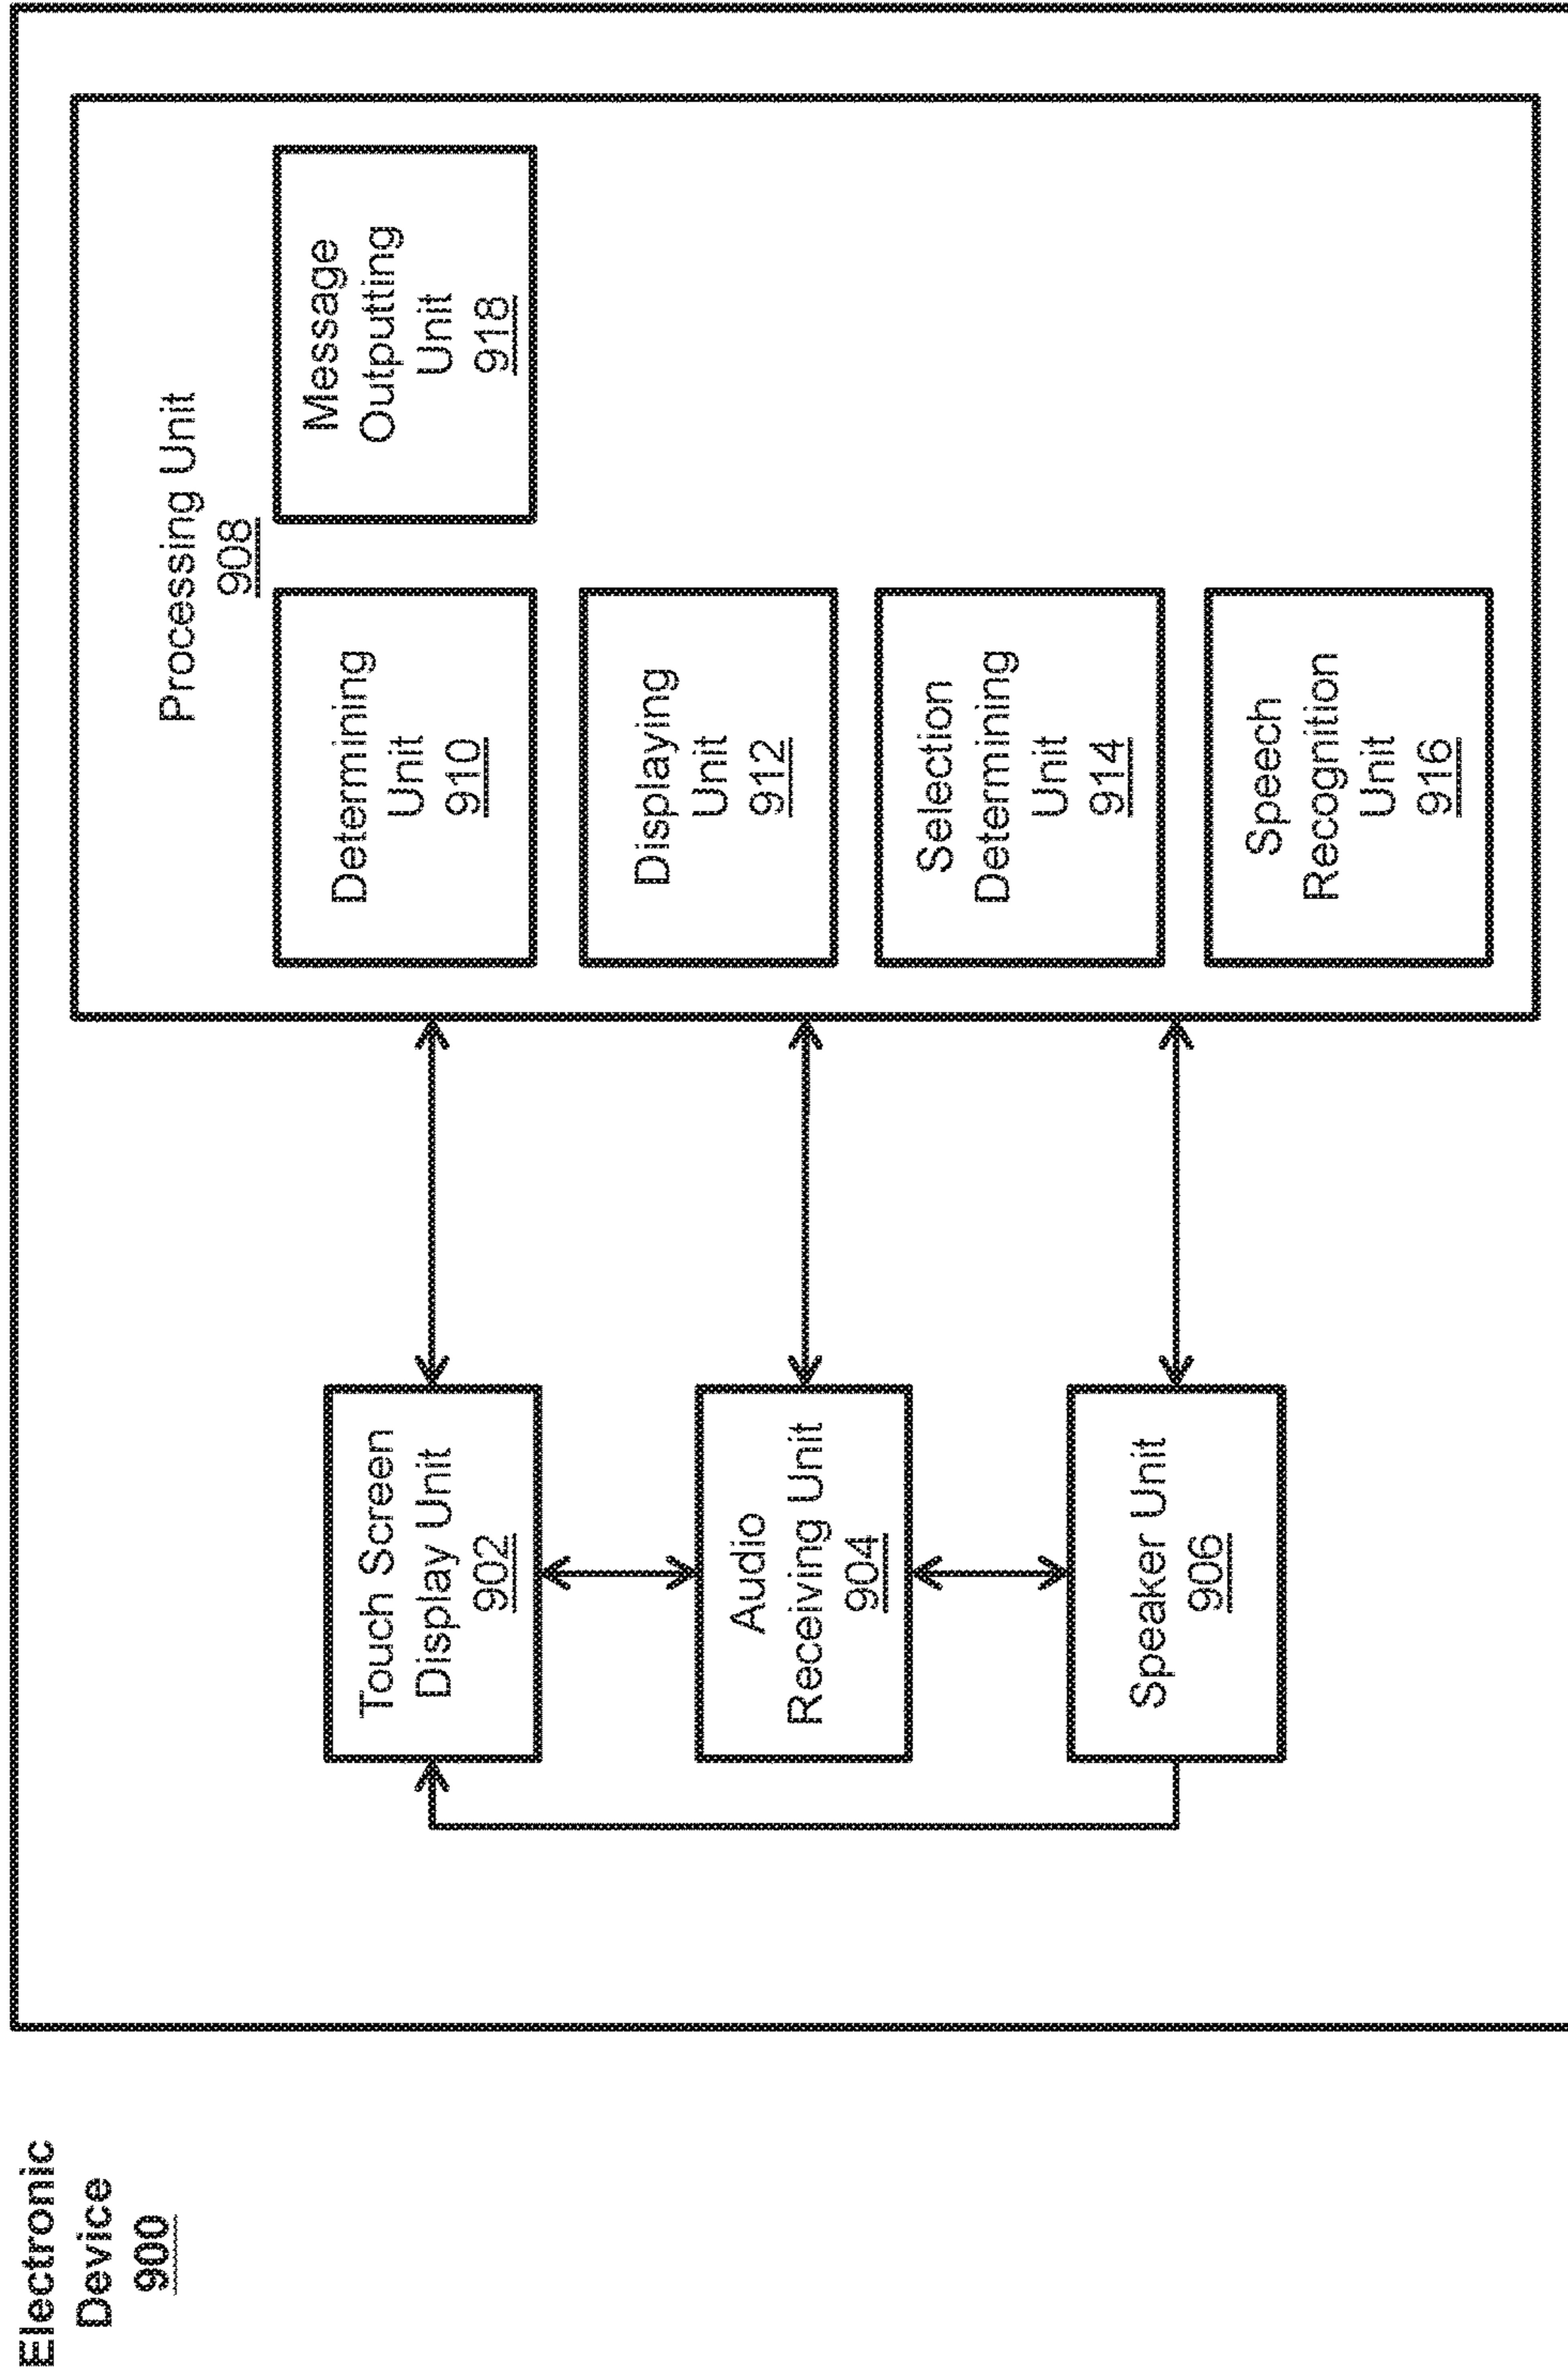 Electronic
Device
900
Touch Screen
Display Unit
902
Audio
Receiving Unit
904
Speaker Unit
906
Processing Unit
908
Determining
Unit
910
Displaying
Unit
912
Selection
Determining
Unit
914
Speech
Recognition
Unit
916
Message
Outputting
Unit
918